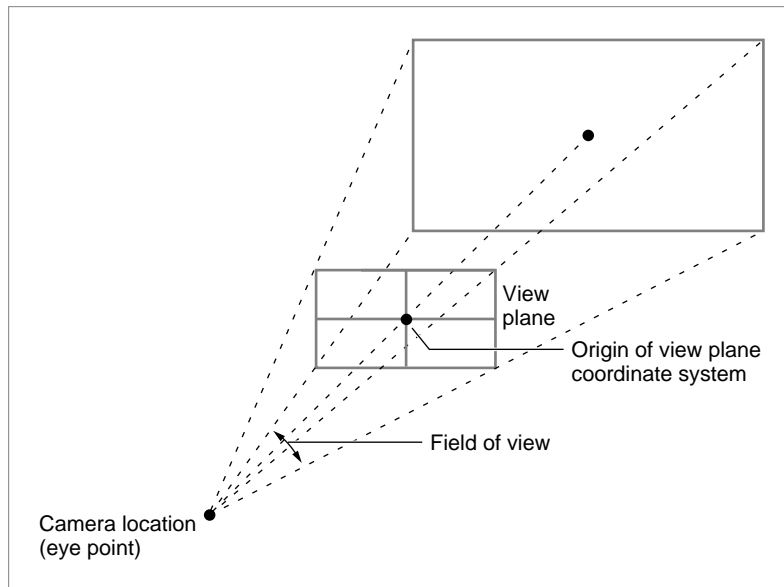 View
plane
Origin of view plane
coordinate system
Field of view
Camera location
(eye point)